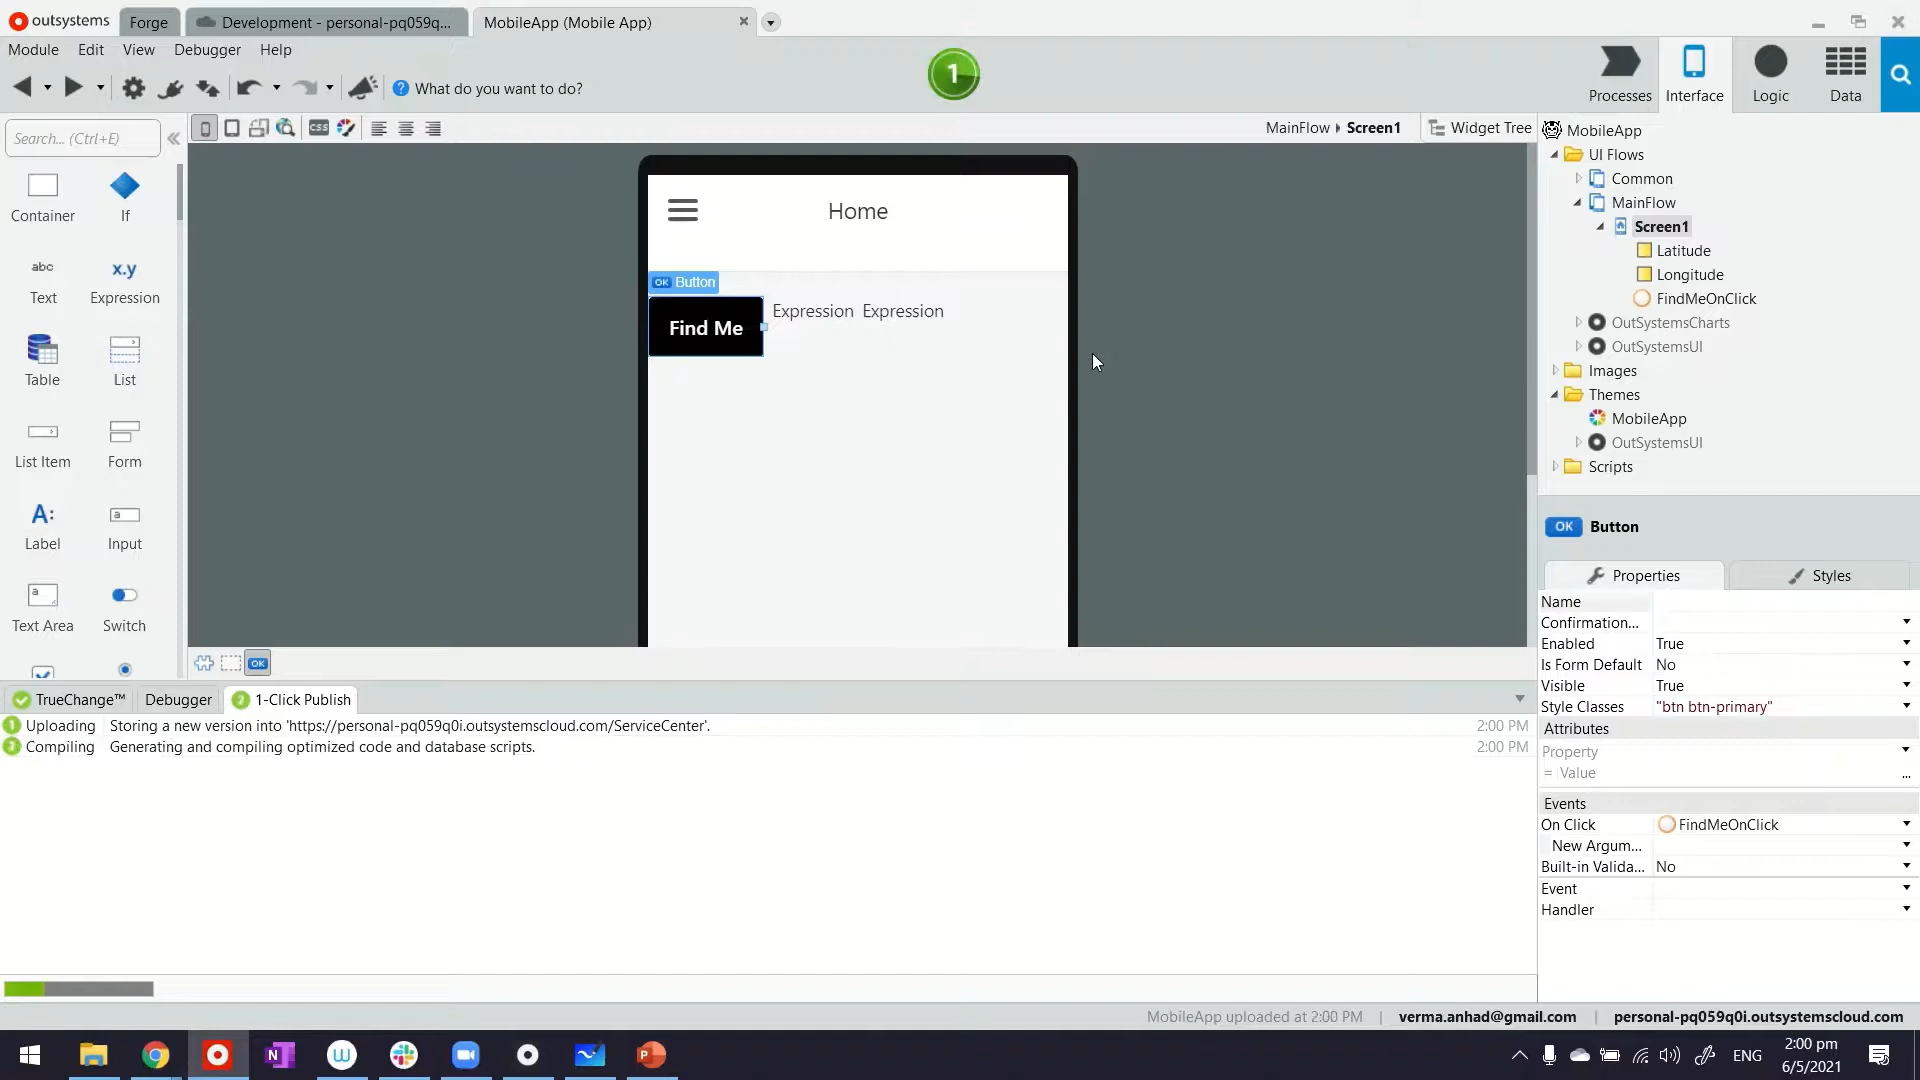 outsystems Forge Development - personal-pq059q... MobileApp (Mobile App)
Module Edit View Debugger Help
1
What do you want to do?
Processes Interface Logic Data
Search... (Ctrl+E)
CSS
MainFlow Screen1 Widget Tree
Container If
abc x.y
Text Expression
Table List
List Item Form
A: a
Label Input
a
Text Area Switch
Home
OK Button
Find Me Expression Expression
OK
MobileApp
UI Flows
Common
MainFlow
Screen1
Latitude
Longitude
FindMeOnClick
OutSystemsCharts
OutSystemsUI
Images
Themes
MobileApp
OutSystemsUI
Scripts
OK Button
Properties Styles
Name
Confirmation...
Enabled True
Is Form Default No
Visible True
Style Classes "btn btn-primary"
Attributes
Property
= Value ...
Events
On Click FindMeOnClick
New Argum...
Built-in Valida... No
Event
Handler
TrueChange™ Debugger 2 1-Click Publish
1 Uploading Storing a new version into 'https://personal-pq059q0i.outsystemscloud.com/ServiceCenter'. 2:00 PM
2 Compiling Generating and compiling optimized code and database scripts. 2:00 PM
MobileApp uploaded at 2:00 PM | verma.anhad@gmail.com | personal-pq059q0i.outsystemscloud.com
ENG
2:00 pm
6/5/2021